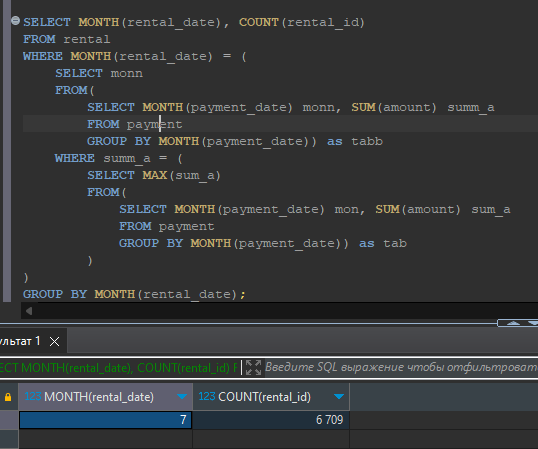 SELECT MONTH(rental_date), COUNT(rental_id)
FROM rental
WHERE MONTH(rental_date) = (
SELECT monn
FROM(
SELECT MONTH(payment_date) monn, SUM(amount) summ_a
FROM payment
GROUP BY MONTH(payment_date)) as tabb
WHERE summ_a = (
SELECT MAX(sum_a)
FROM(
SELECT MONTH(payment_date) mon, SUM(amount) sum_a
FROM payment
GROUP BY MONTH(payment_date)) as tab
)
)
GROUP BY MONTH(rental_date);
ультат 1
ECT MONTH(rental_date), COUNT(rental_id) F Введите SQL выражение чтобы отфильтроват
123 MONTH(rental_date) 123 COUNT(rental_id)
7 6 709